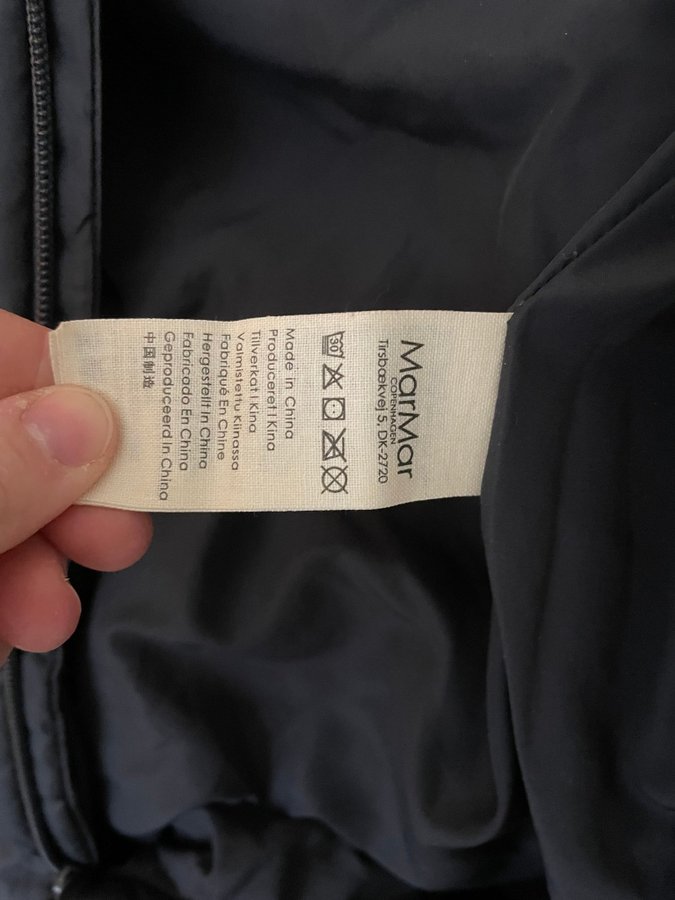 MarMar
COPENHAGEN
Tirsbækvej 5, DK-2720
30°
Made in China
Produceret I Kina
Tillverkat I Kina
Valmistettu Kiinassa
Fabriqué En Chine
Hergestellt In China
Fabricado En China
Geproduceerd In China
中国制造